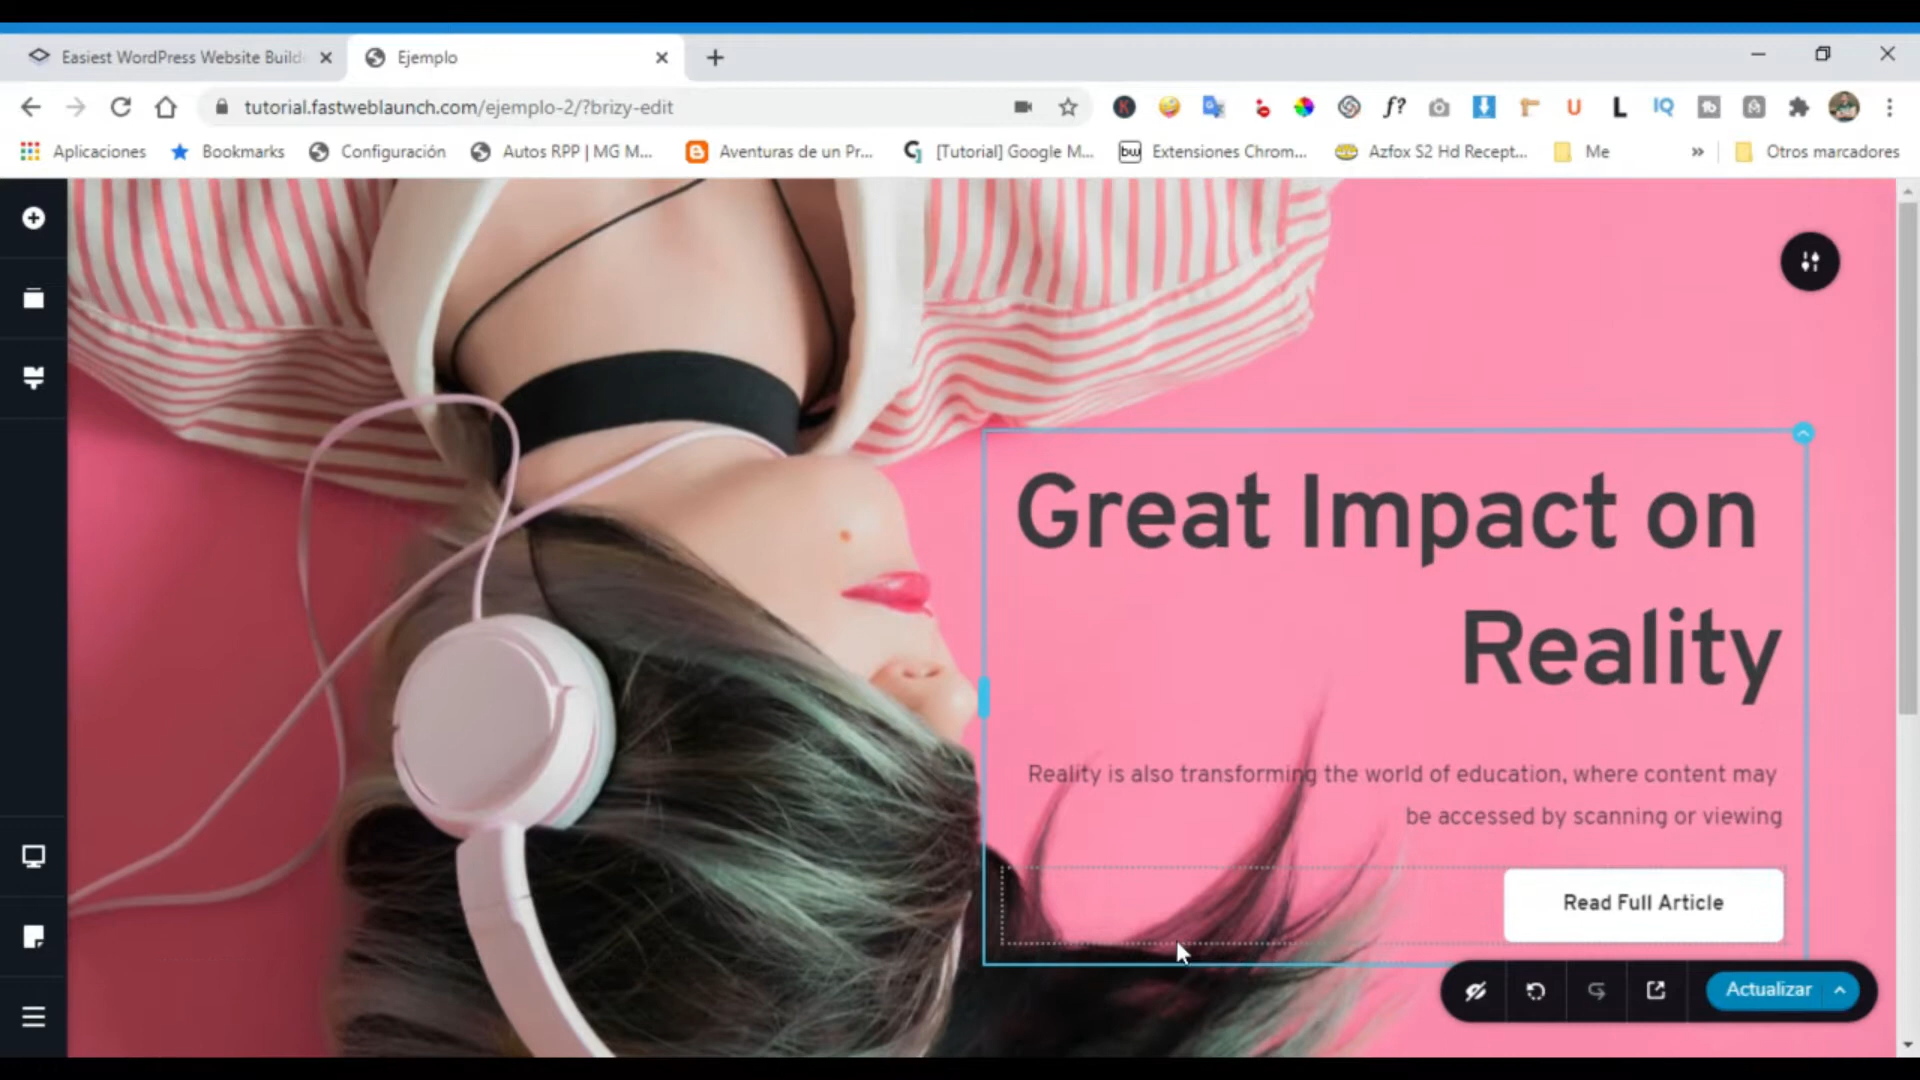 Easiest WordPress Website Build
Ejemplo
tutorial.fastweblaunch.com/ejemplo-2/?brizy-edit
f?
U
L
IQ
Aplicaciones
Bookmarks
Configuración
Autos RPP | MG M...
Aventuras de un Pr...
[Tutorial] Google M...
bw
Extensiones Chrom...
Azfox S2 Hd Recept...
Me
»
Otros marcadores
Great Impact on
Reality
Reality is also transforming the world of education, where content may
be accessed by scanning or viewing
Read Full Article
Actualizar